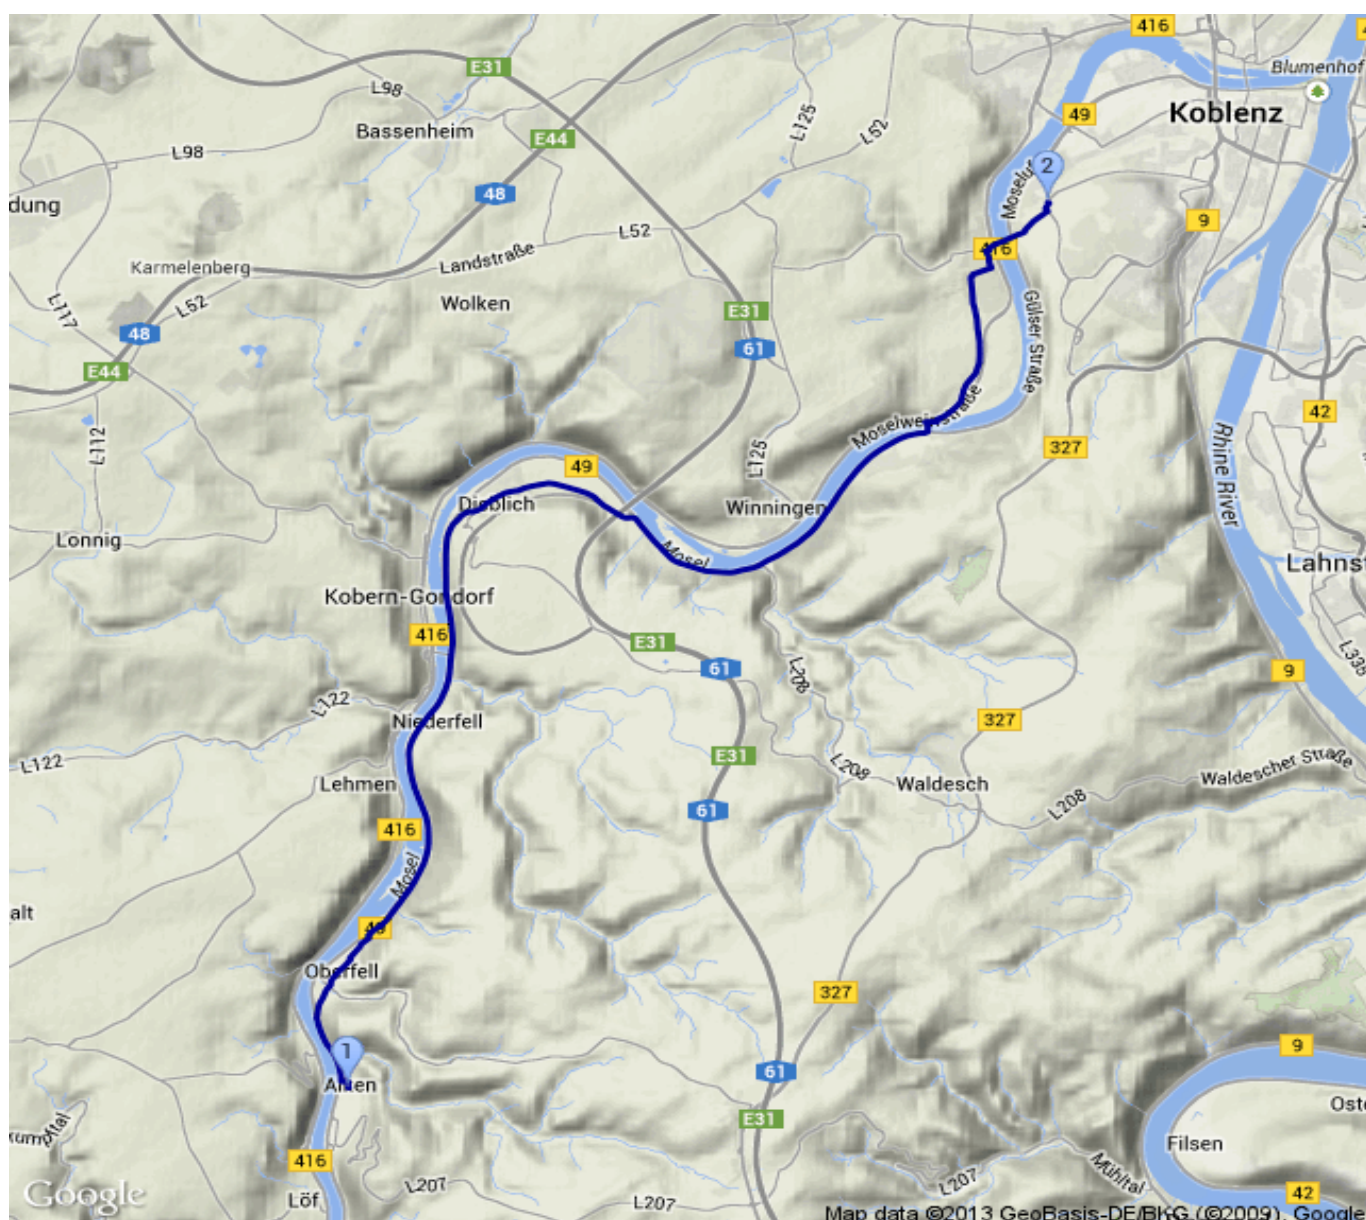 416
Blumenhof
E31
L98
49
Koblenz
L125
L52
Bassenheim
E44
L98
2
48
dung
9
L52
416
Landstraße
Karmelenberg
Wolken
L52
L117
E31
Gülser Straße
48
61
E44
Moselweinstraße
42
L112
327
Rhine River
49
L125
Dieblich
Winningen
Lonnig
Mosel
Lahnst
Kobern-Gondorf
416
E31
L338
61
L208
9
L122
Niederfell
327
E31
L122
Lehmen
L208
Waldesch
Waldescher Straße
61
L208
416
Mosel
alt
49
Oberfell
327
1
9
61
Alken
Oste
E31
Filsen
416
Mühltal
L207
L207
L207
42
Löf
Google
Map data ©2013 GeoBasis-DE/BKG (©2009), Google